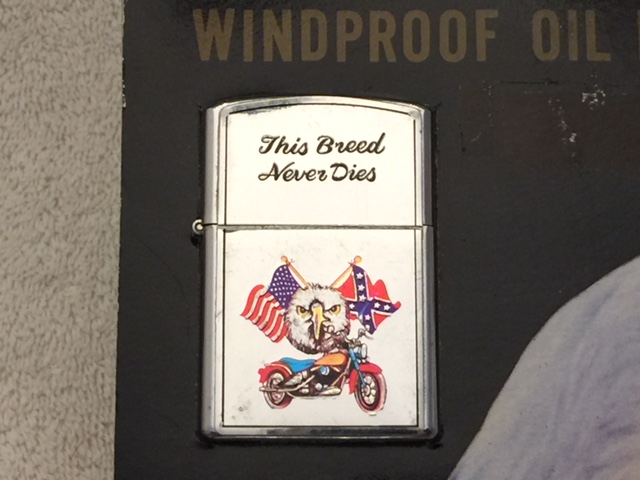 WINDPROOF OIL
This Breed
Never Dies